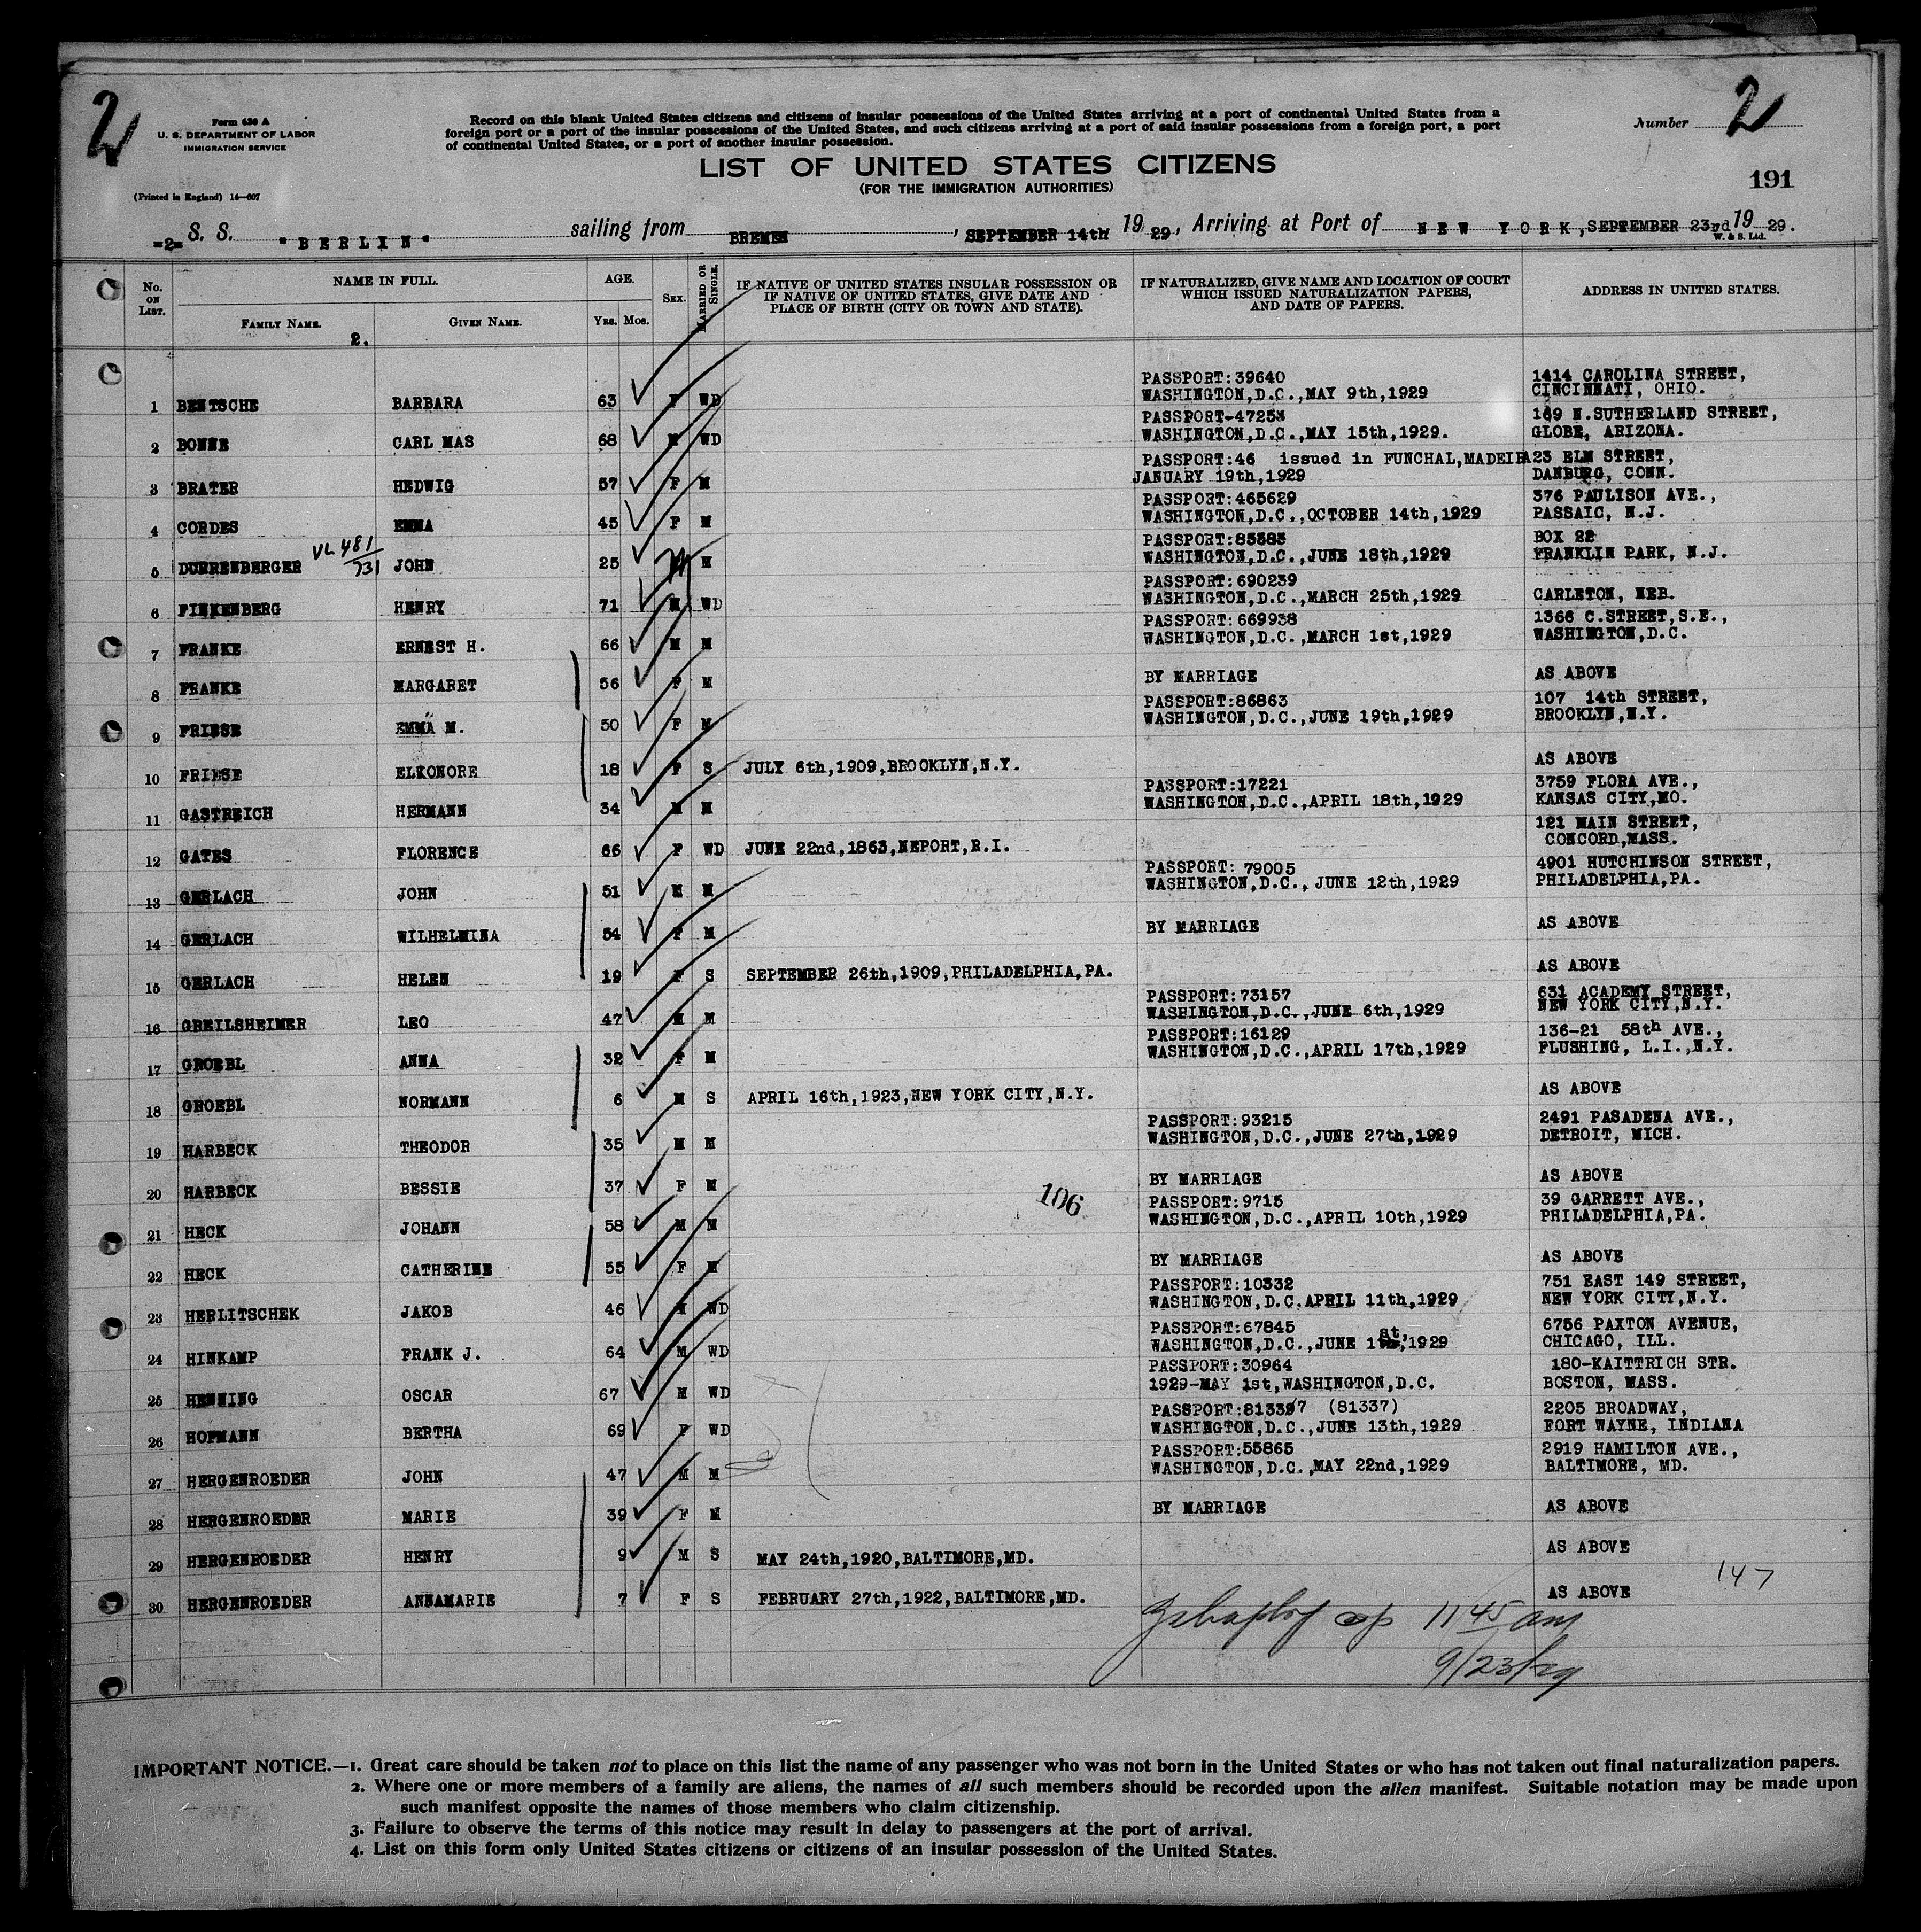 2
Form 630 A
U. S. DEPARTMENT OF LABOR
IMMIGRATION SERVICE
(Printed in England) 14—607
Record on this blank United States citizens and citizens of insular possessions of the United States arriving at a port of continental United States from a
foreign port or a port of the insular possessions of the United States, and such citizens arriving at a port of said insular possessions from a foreign port, a port
of continental United States, or a port of another insular possession.
Number 2
LIST OF UNITED STATES CITIZENS
(FOR THE IMMIGRATION AUTHORITIES)
191
=2= S. S. "BERLIN" sailing from BREMEN, SEPTEMBER 14th 19 29, Arriving at Port of NEW YORK, SEPTEMBER 23rd 19 29.
W. & S. Ltd.
No. ON LIST.
NAME IN FULL.
FAMILY NAME.
GIVEN NAME.
2.
AGE.
YRS. MOS.
SEX.
MARRIED OR SINGLE.
IF NATIVE OF UNITED STATES INSULAR POSSESSION OR
IF NATIVE OF UNITED STATES, GIVE DATE AND
PLACE OF BIRTH (CITY OR TOWN AND STATE).
IF NATURALIZED, GIVE NAME AND LOCATION OF COURT
WHICH ISSUED NATURALIZATION PAPERS,
AND DATE OF PAPERS.
ADDRESS IN UNITED STATES.
PASSPORT:39640 1414 CAROLINA STREET,
1 BENTSCHE BARBARA 63 F WD WASHINGTON,D.C.,MAY 9th,1929 CINCINNATI, OHIO.
PASSPORT-47253 169 N.SUTHERLAND STREET,
2 BONNE CARL MAS 68 M WD WASHINGTON,D.C.,MAY 15th,1929. GLOBE, ARIZONA.
PASSPORT:46 issued in FUNCHAL,MADEIRA 23 ELM STREET,
3 BRATER HEDWIG 57 F M JANUARY 19th,1929 DANBURG, CONN.
PASSPORT:465629 376 PAULISON AVE.,
4 CORDES EMMA 45 F M WASHINGTON,D.C.,OCTOBER 14th,1929 PASSAIC, N.J.
PASSPORT:85383 BOX 22
5 DURRENBERGER VL 481/731 JOHN 25 M M WASHINGTON,D.C., JUNE 18th,1929 FRANKLIN PARK, N.J.
PASSPORT:690239
6 FINKENBERG HENRY 71 M WD WASHINGTON,D.C.,MARCH 25th,1929 CARLETON, NEB.
PASSPORT:669938 1366 C.STREET,S.E.,
7 FRANKE ERNEST H. 66 M M WASHINGTON,D.C.,MARCH 1st,1929 WASHINGTON,D.C.
8 FRANKE MARGARET 56 F M BY MARRIAGE AS ABOVE
PASSPORT:86863 107 14th STREET,
9 FRIESE EMMA M. 50 F M WASHINGTON,D.C.,JUNE 19th,1929 BROOKLYN,N.Y.
10 FRIESE ELEONORE 18 F S JULY 6th,1909,BROOKLYN,N.Y. AS ABOVE
PASSPORT:17221 3759 FLORA AVE.,
11 GASTREICH HERMANN 34 M M WASHINGTON,D.C.,APRIL 18th,1929 KANSAS CITY,MO.
121 MAIN STREET,
12 GATES FLORENCE 66 F WD JUNE 22nd,1863,NEPORT,R.I. CONCORD,MASS.
PASSPORT: 79005 4901 HUTCHINSON STREET,
13 GERLACH JOHN 51 M M WASHINGTON,D.C., JUNE 12th,1929 PHILADELPHIA,PA.
14 GERLACH WILHELMINA 54 F M BY MARRIAGE AS ABOVE
15 GERLACH HELEN 19 F S SEPTEMBER 26th,1909,PHILADELPHIA,PA. AS ABOVE
PASSPORT:73157 631 ACADEMY STREET,
16 GREILSHEIMER LEO 47 M M WASHINGTON,D.C.,JUNE 6th,1929 NEW YORK CITY,N.Y.
PASSPORT:16129 136-21 58th AVE.,
17 GROEBL ANNA 32 F M WASHINGTON,D.C.,APRIL 17th,1929 FLUSHING, L.I.,N.Y.
18 GROEBL NORMANN 6 M S APRIL 16th,1923,NEW YORK CITY,N.Y. AS ABOVE
PASSPORT:93215 2491 PASADENA AVE.,
19 HARBECK THEODOR 35 M M WASHINGTON,D.C.,JUNE 27th,1929 DETROIT, MICH.
20 HARBECK BESSIE 37 F M BY MARRIAGE AS ABOVE
106
PASSPORT:9715 39 GARRETT AVE.,
21 HECK JOHANN 58 M M WASHINGTON,D.C.,APRIL 10th,1929 PHILADELPHIA,PA.
22 HECK CATHERINE 55 F M BY MARRIAGE AS ABOVE
PASSPORT:10332 751 EAST 149 STREET,
23 HERLITSCHEK JAKOB 46 M WD WASHINGTON,D.C.APRIL 11th,1929 NEW YORK CITY,N.Y.
PASSPORT:67845 6756 PAXTON AVENUE,
24 HINKAMP FRANK J. 64 M WD WASHINGTON,D.C.,JUNE 1st,1929 CHICAGO, ILL.
PASSPORT:30964 180-KAITTRICH STR.
25 HENNING OSCAR 67 M WD 1929-MAY 1st,WASHINGTON,D.C. BOSTON, MASS.
PASSPORT:813397 (81337) 2205 BROADWAY,
26 HOFMANN BERTHA 69 F WD WASHINGTON,D.C.,JUNE 13th,1929 FORT WAYNE, INDIANA
PASSPORT:55865 2919 HAMILTON AVE.,
27 HERGENROEDER JOHN 47 M M WASHINGTON,D.C.,MAY 22nd,1929 BALTIMORE, MD.
28 HERGENROEDER MARIE 39 F M BY MARRIAGE AS ABOVE
29 HERGENROEDER HENRY 9 M S MAY 24th,1920,BALTIMORE,MD. AS ABOVE
147
30 HERGENROEDER ANNAMARIE 7 F S FEBRUARY 27th,1922,BALTIMORE,MD. AS ABOVE
11 45 am
9/23/29
IMPORTANT NOTICE.—1. Great care should be taken not to place on this list the name of any passenger who was not born in the United States or who has not taken out final naturalization papers.
2. Where one or more members of a family are aliens, the names of all such members should be recorded upon the alien manifest. Suitable notation may be made upon
such manifest opposite the names of those members who claim citizenship.
3. Failure to observe the terms of this notice may result in delay to passengers at the port of arrival.
4. List on this form only United States citizens or citizens of an insular possession of the United States.